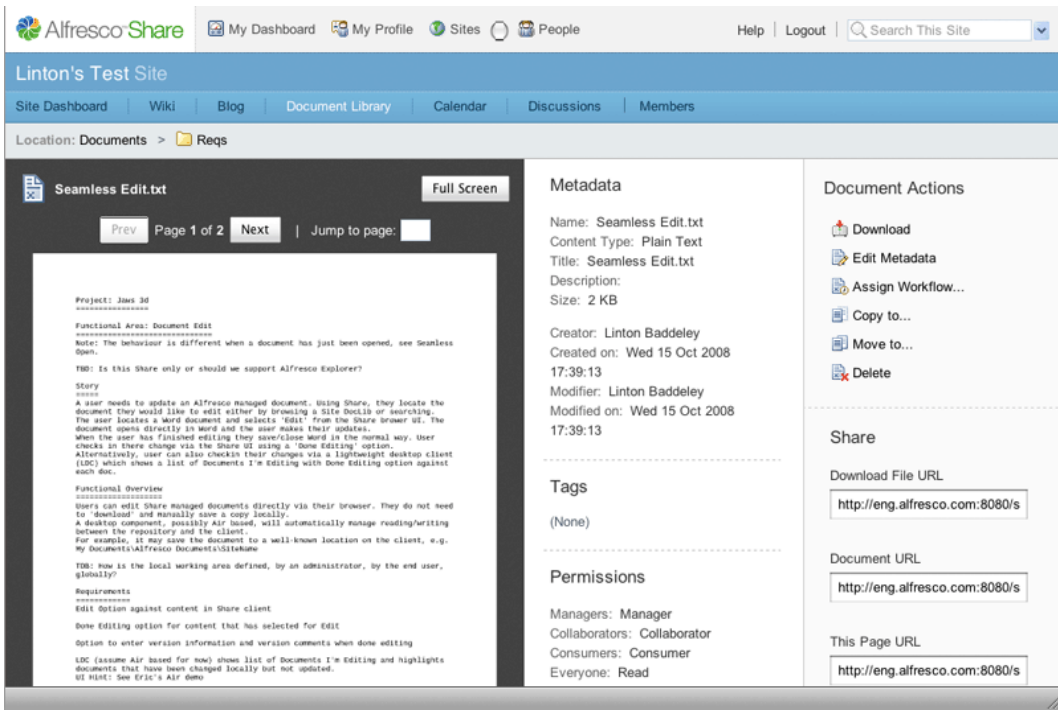 Alfresco Share My Dashboard My Profile Sites People Help Logout Search This Site
Linton's Test Site
Site Dashboard Wiki Blog Document Library Calendar Discussions Members
Location: Documents > Reqs
Seamless Edit.txt Full Screen
Prev Page 1 of 2 Next | Jump to page:
Project: Jaws 3d
================
Functional Area: Document Edit
==============================
Note: The behaviour is different when a document has just been opened, see Seamless
Open.
TBD: Is this Share only or should we support Alfresco Explorer?
Story
=====
A user needs to update an Alfresco managed document. Using Share, they locate the
document they would like to edit either by browsing a Site DocLib or searching.
The user locates a Word document and selects 'Edit' from the Share browser UI. The
document opens directly in Word and the user makes their updates.
When the user has finished editing they save/close Word in the normal way. User
checks in there change via the Share UI using a 'Done Editing' option.
Alternatively, user can also checkin their changes via a lightweight desktop client
(LDC) which shows a list of Documents I'm Editing with Done Editing option against
each doc.
Functional Overview
===================
Users can edit Share managed documents directly via their browser. They do not need
to 'download' and manually save a copy locally.
A desktop component, possibly Air based, will automatically manage reading/writing
between the repository and the client.
For example, it may save the document to a well-known location on the client, e.g.
My Documents\Alfresco Documents\SiteName
TDB: How is the local working area defined, by an administrator, by the end user,
globally?
Requirements
============
Edit Option against content in Share client
Done Editing option for content that has selected for Edit
Option to enter version information and version comments when done editing
LDC (assume Air based for now) shows list of Documents I'm Editing and highlights
documents that have been changed locally but not updated.
UI Hint: See Eric's Air demo
Metadata
Name: Seamless Edit.txt
Content Type: Plain Text
Title: Seamless Edit.txt
Description:
Size: 2 KB
Creator: Linton Baddeley
Created on: Wed 15 Oct 2008
17:39:13
Modifier: Linton Baddeley
Modified on: Wed 15 Oct 2008
17:39:13
Tags
(None)
Permissions
Managers: Manager
Collaborators: Collaborator
Consumers: Consumer
Everyone: Read
Document Actions
Download
Edit Metadata
Assign Workflow...
Copy to...
Move to...
Delete
Share
Download File URL
http://eng.alfresco.com:8080/s
Document URL
http://eng.alfresco.com:8080/s
This Page URL
http://eng.alfresco.com:8080/s